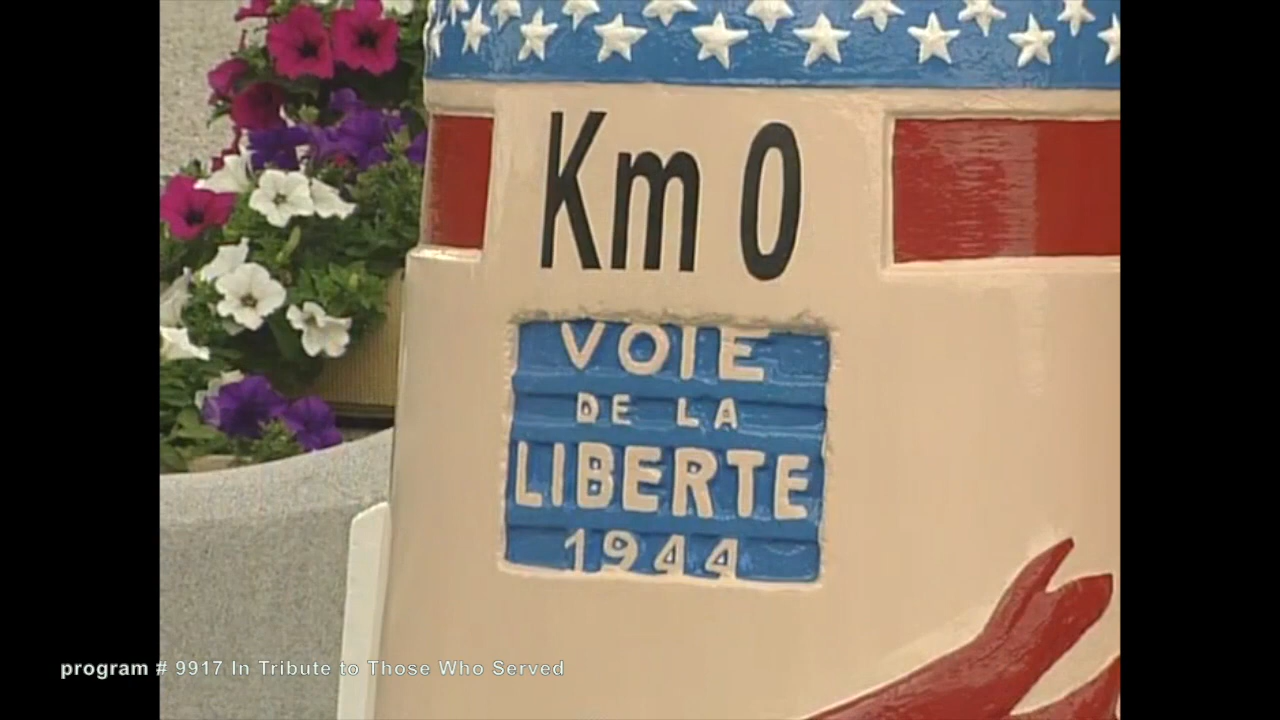 Km 0
VOIE
DE LA
LIBERTE
1944
program # 9917 In Tribute to Those Who Served